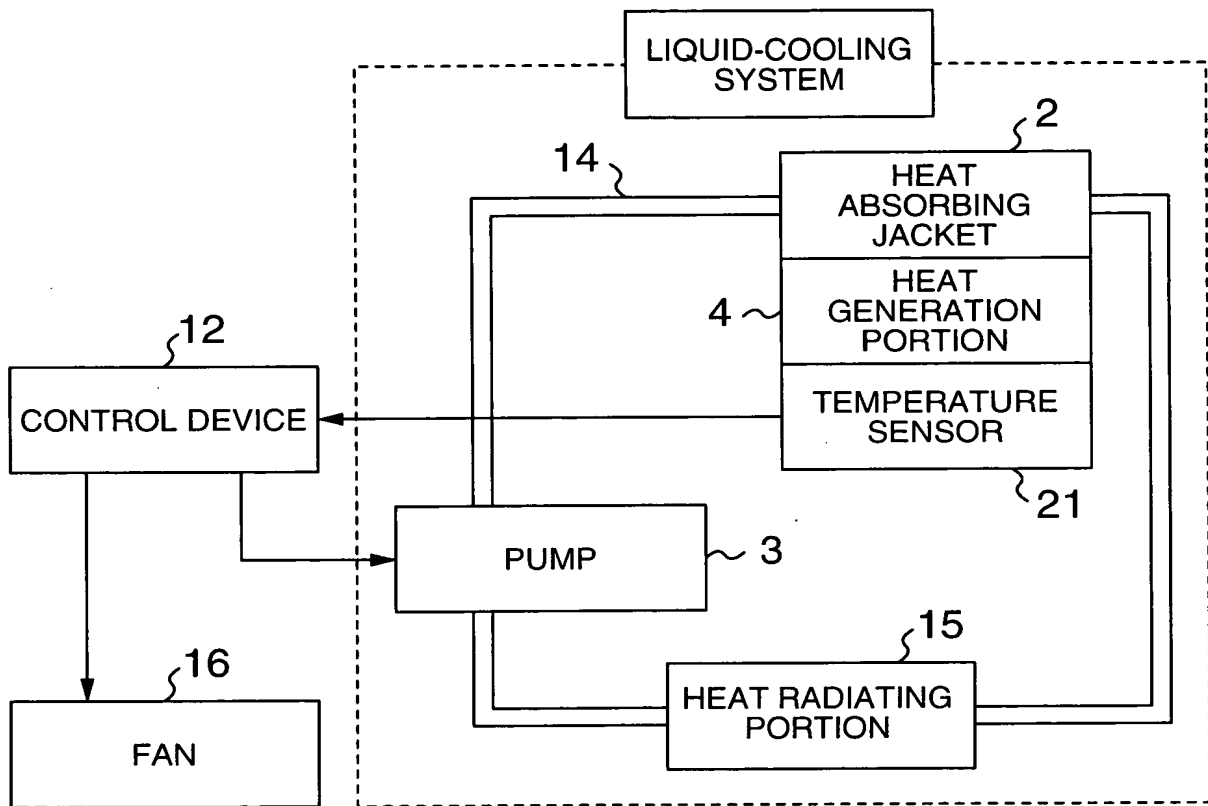 LIQUID-COOLING
SYSTEM
2
14
HEAT
ABSORBING
JACKET
HEAT
GENERATION
PORTION
4
12
CONTROL DEVICE
TEMPERATURE
SENSOR
21
PUMP
3
15
16
HEAT RADIATING
PORTION
FAN